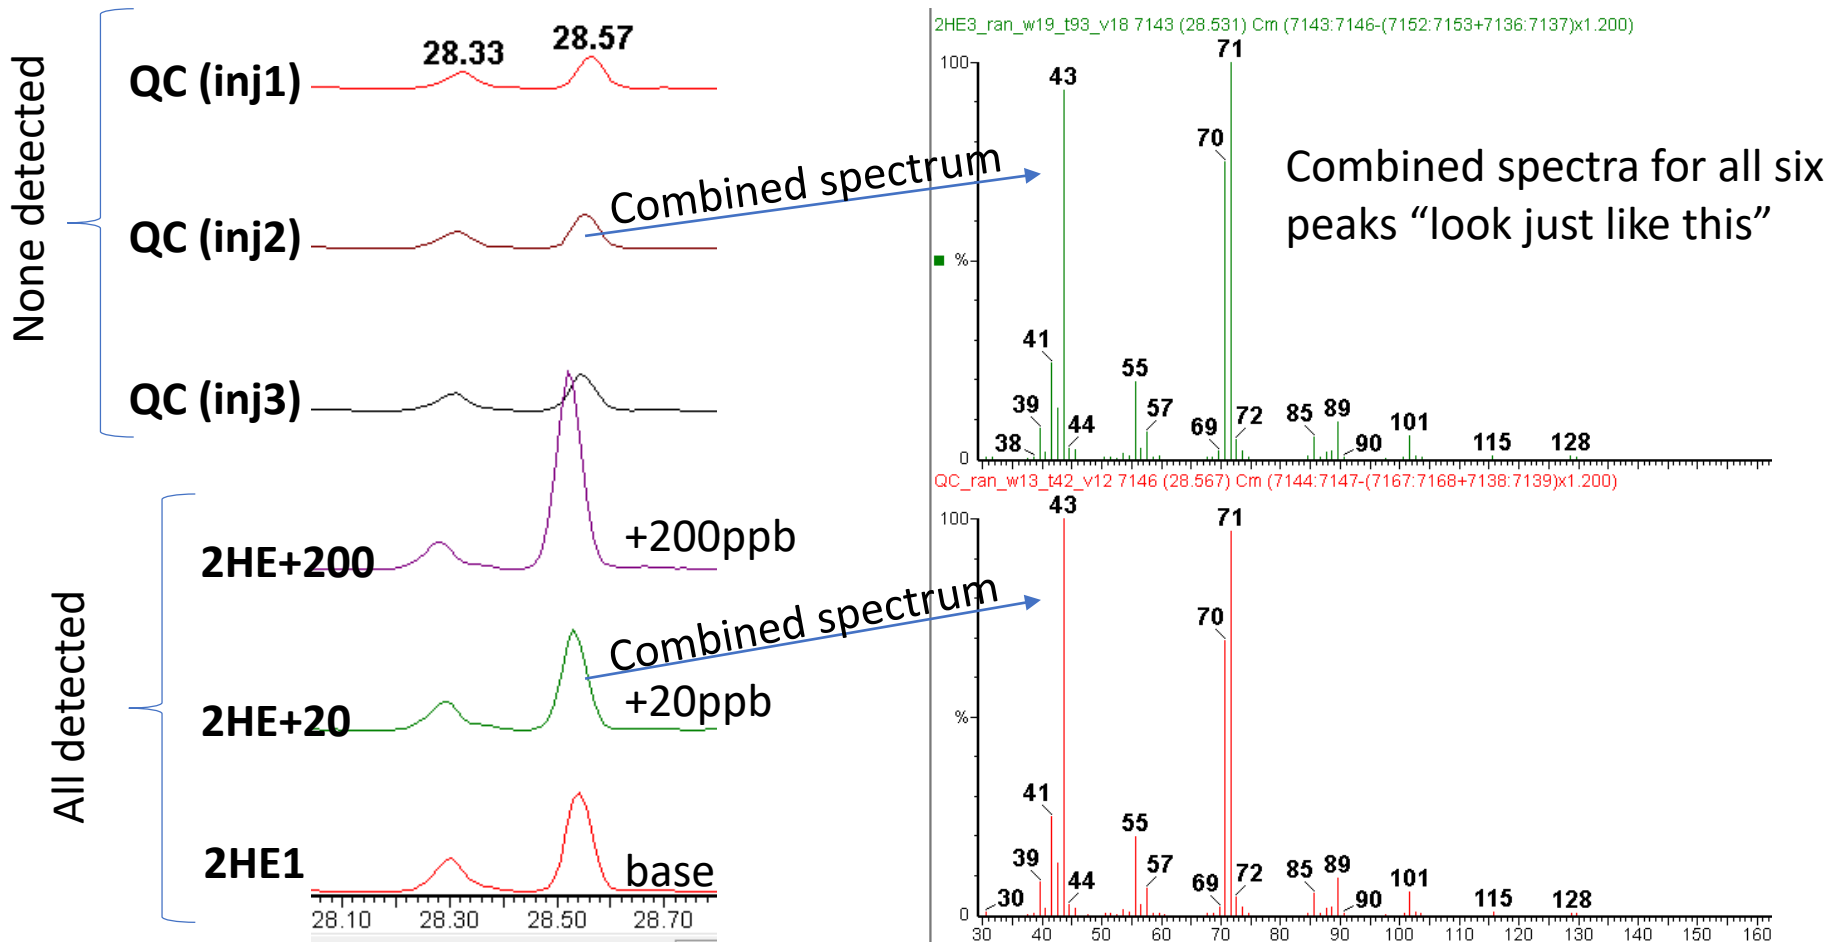 None detected
QC (inj1)
28.33
28.57
QC (inj2)
Combined spectrum
QC (inj3)
All detected
2HE+200
+200ppb
2HE+20
Combined spectrum
+20ppb
2HE1
base
28.10 28.30 28.50 28.70
2HE3_ran_w19_t93_v18 7143 (28.531) Cm (7143:7146-(7152:7153+7136:7137)x1.200)
100
%
0
71
43
70
41
55
39
57
44
38
69
72
85
89
90
101
115
128
Combined spectra for all six
peaks “look just like this”
QC_ran_w13_t42_v12 7146 (28.567) Cm (7144:7147-(7167:7168+7138:7139)x1.200)
100
%
0
43
71
70
41
55
39
57
44
30
69
72
85
89
90
101
115
128
30 40 50 60 70 80 90 100 110 120 130 140 150 160